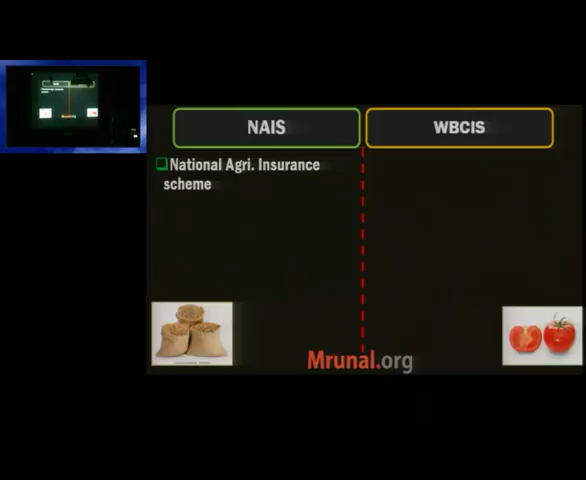 NAIS
WBCIS
National Agri. Insurance
scheme
Mrunal.org